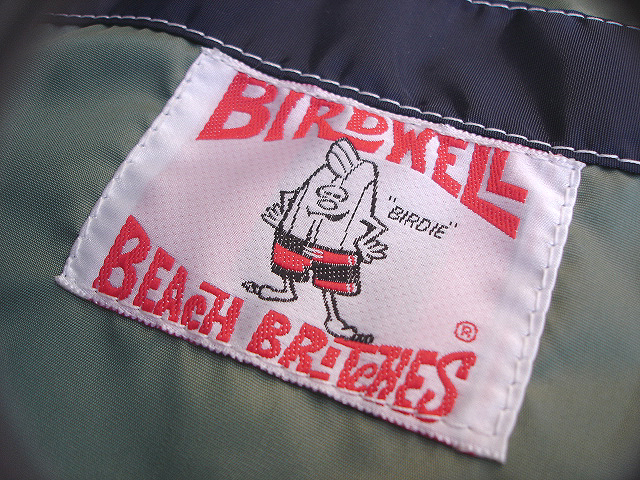 BIRDWELL
"BIRDIE"
®
BEACH BRITCHES